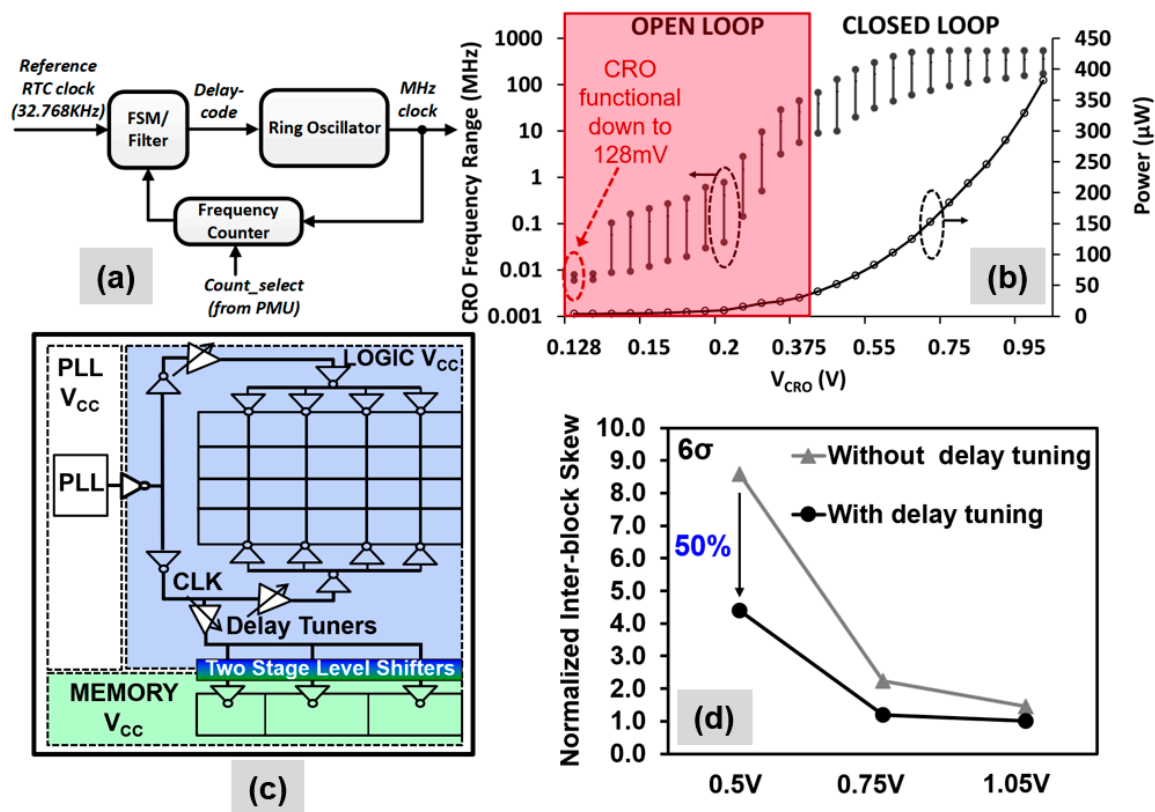 Reference
RTC clock
(32.768KHz)
FSM/
Filter
Delay-
code
Ring Oscillator
MHz
clock
Frequency
Counter
Count_select
(from PMU)
(a)
OPEN LOOP
CLOSED LOOP
CRO
functional
down to
128mV
CRO Frequency Range (MHz)
1000
100
10
1
0.1
0.01
0.001
0.128
0.15
0.2
0.375
0.55
0.75
0.95
V_CRO (V)
450
400
350
300
250
200
150
100
50
0
Power (μW)
(b)
PLL
V_CC
LOGIC V_CC
PLL
CLK
Delay Tuners
Two Stage Level Shifters
MEMORY
V_CC
(c)
Normalized Inter-block Skew
10.0
9.0
8.0
7.0
6.0
5.0
4.0
3.0
2.0
1.0
0.0
6σ
Without delay tuning
With delay tuning
50%
0.5V
0.75V
1.05V
(d)